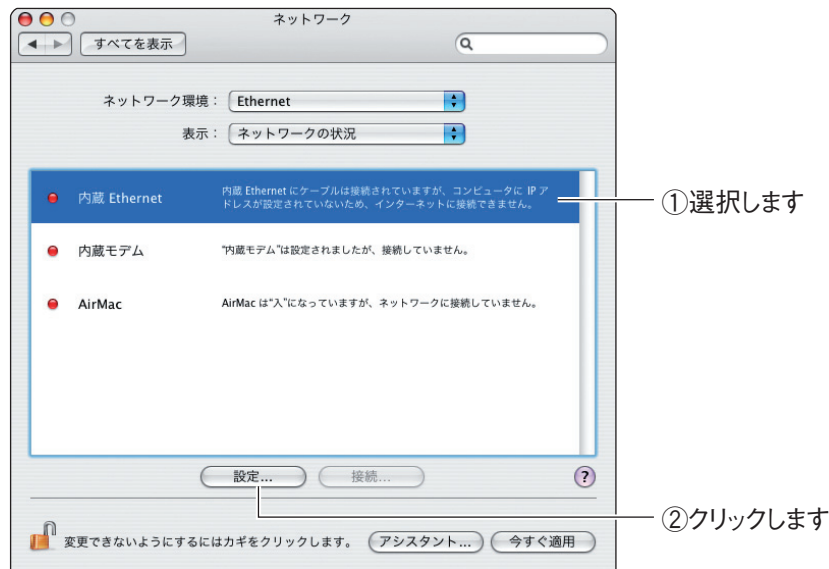 ネットワーク
すべてを表示
ネットワーク環境： Ethernet
表示： ネットワークの状況
内蔵 Ethernet
内蔵 Ethernet にケーブルは接続されていますが、コンピュータに IP ア
ドレスが設定されていないため、インターネットに接続できません。
①選択します
内蔵モデム
“内蔵モデム”は設定されましたが、接続していません。
AirMac
AirMac は“入”になっていますが、ネットワークに接続していません。
設定... 接続... ?
②クリックします
変更できないようにするにはカギをクリックします。 アシスタント... 今すぐ適用